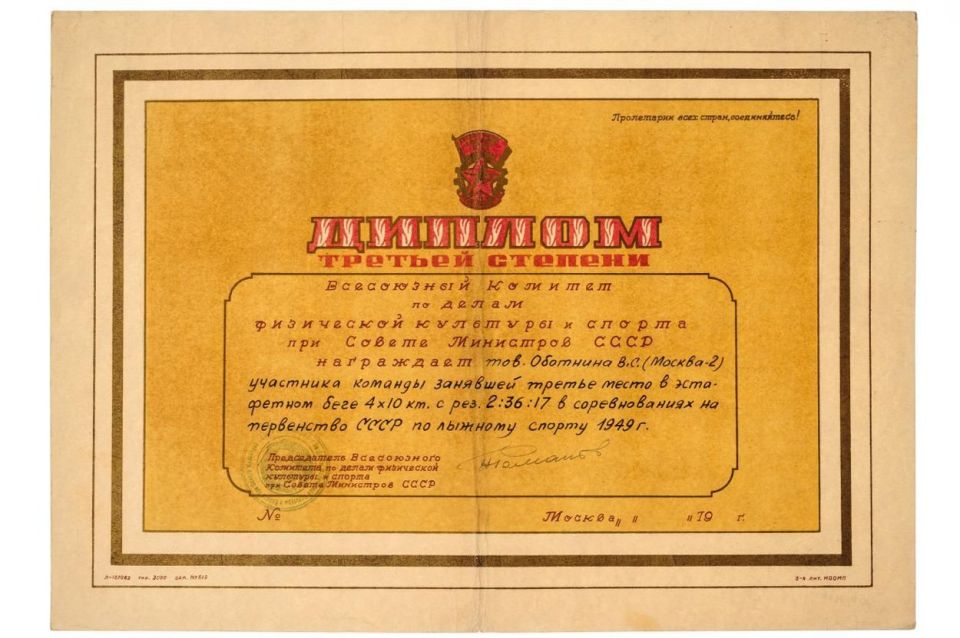 Пролетарии всех стран, соединяйтесь!
ДИПЛОМ
ТРЕТЬЕЙ СТЕПЕНИ
Всесоюзный Комитет
по делам
физической культуры и спорта
при Совете Министров СССР
награждает тов. Оботнина В.С. (Москва-2)
участника команды занявшей третье место в эста-
фетном беге 4х10 км. с рез. 2:36:17 в соревнованиях на
первенство СССР по лыжному спорту 1949 г.
Председатель Всесоюзного
Комитета по делам физической
культуры и спорта
при Совете Министров СССР
№
Москва „ " "19 г.
тир. 3000